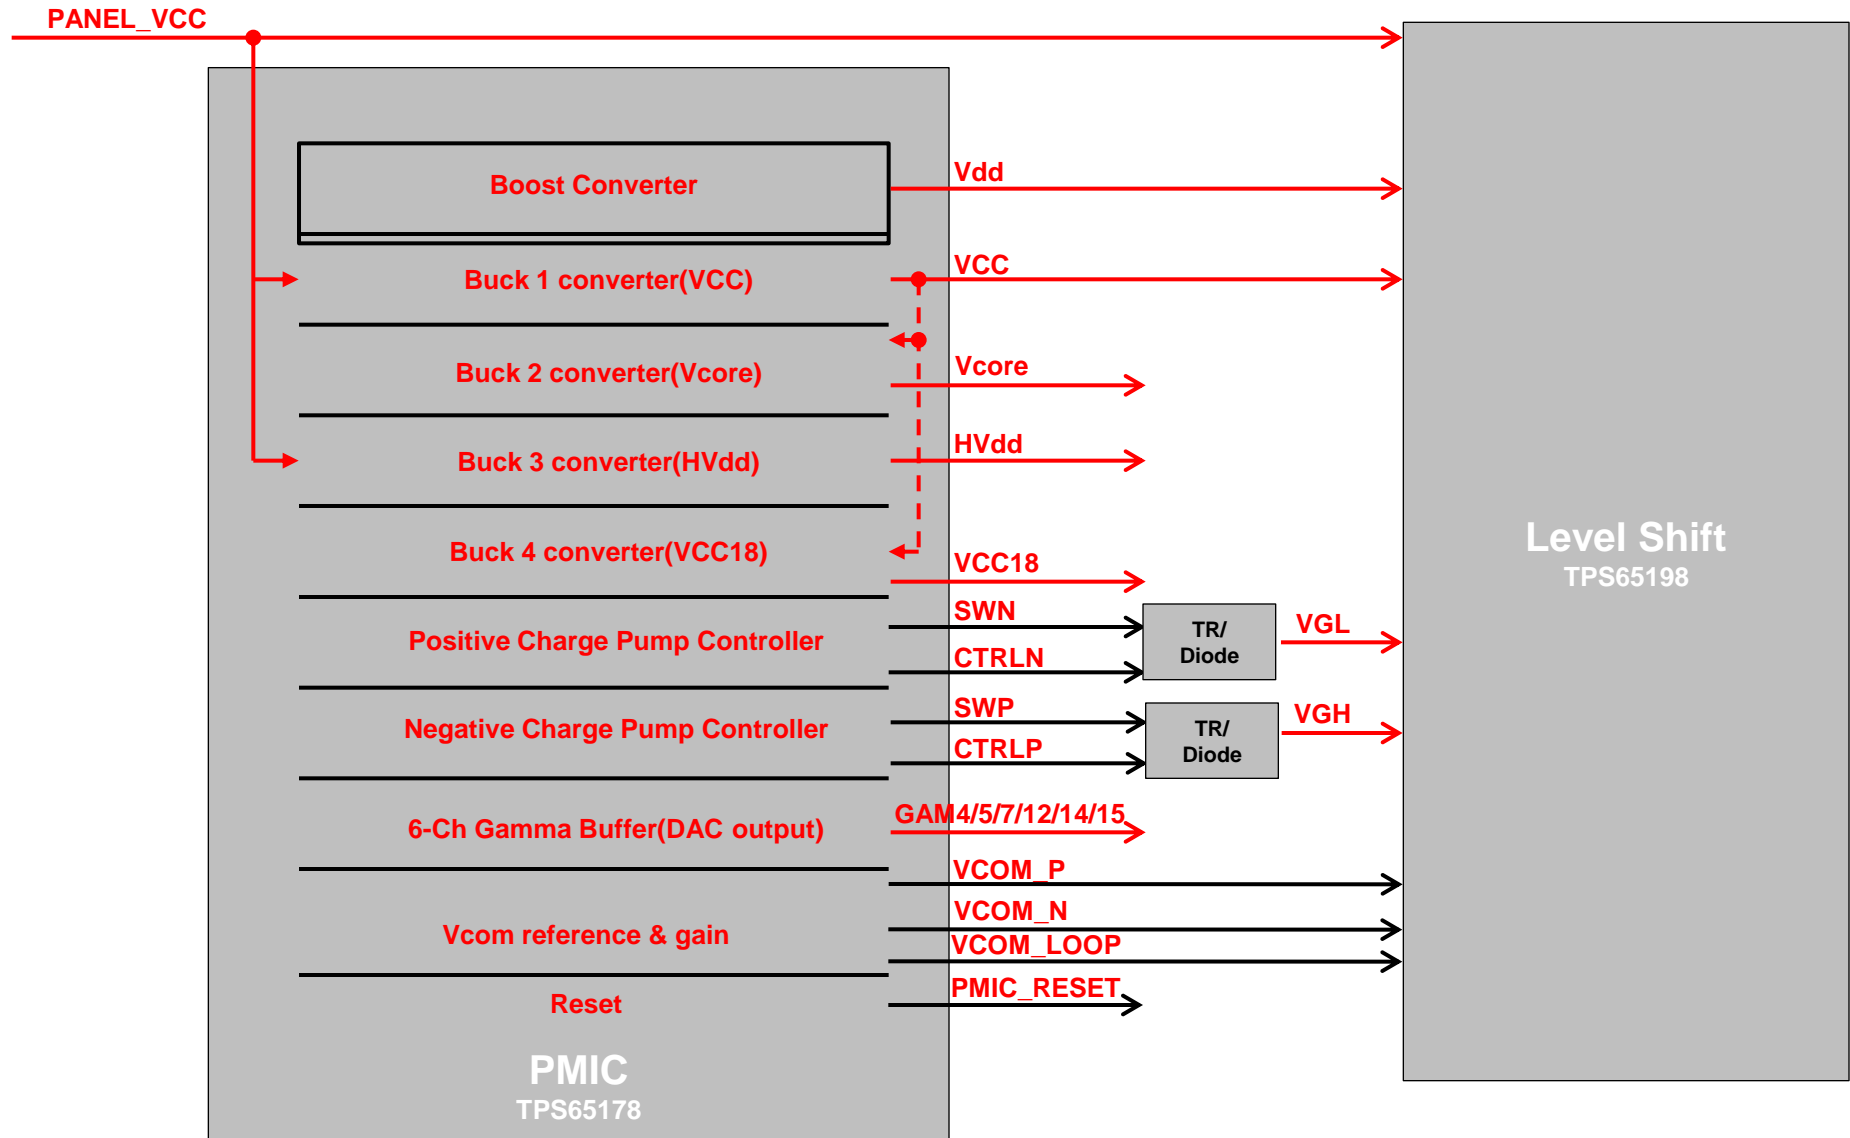 PANEL_VCC
Boost Converter
Vdd
Buck 1 converter(VCC)
VCC
Buck 2 converter(Vcore)
Vcore
Buck 3 converter(HVdd)
HVdd
Buck 4 converter(VCC18)
VCC18
Positive Charge Pump Controller
SWN
CTRLN
TR/
Diode
VGL
Negative Charge Pump Controller
SWP
CTRLP
TR/
Diode
VGH
6-Ch Gamma Buffer(DAC output)
GAM4/5/7/12/14/15
Vcom reference & gain
VCOM_P
VCOM_N
VCOM_LOOP
Reset
PMIC_RESET
PMIC
TPS65178
Level Shift
TPS65198